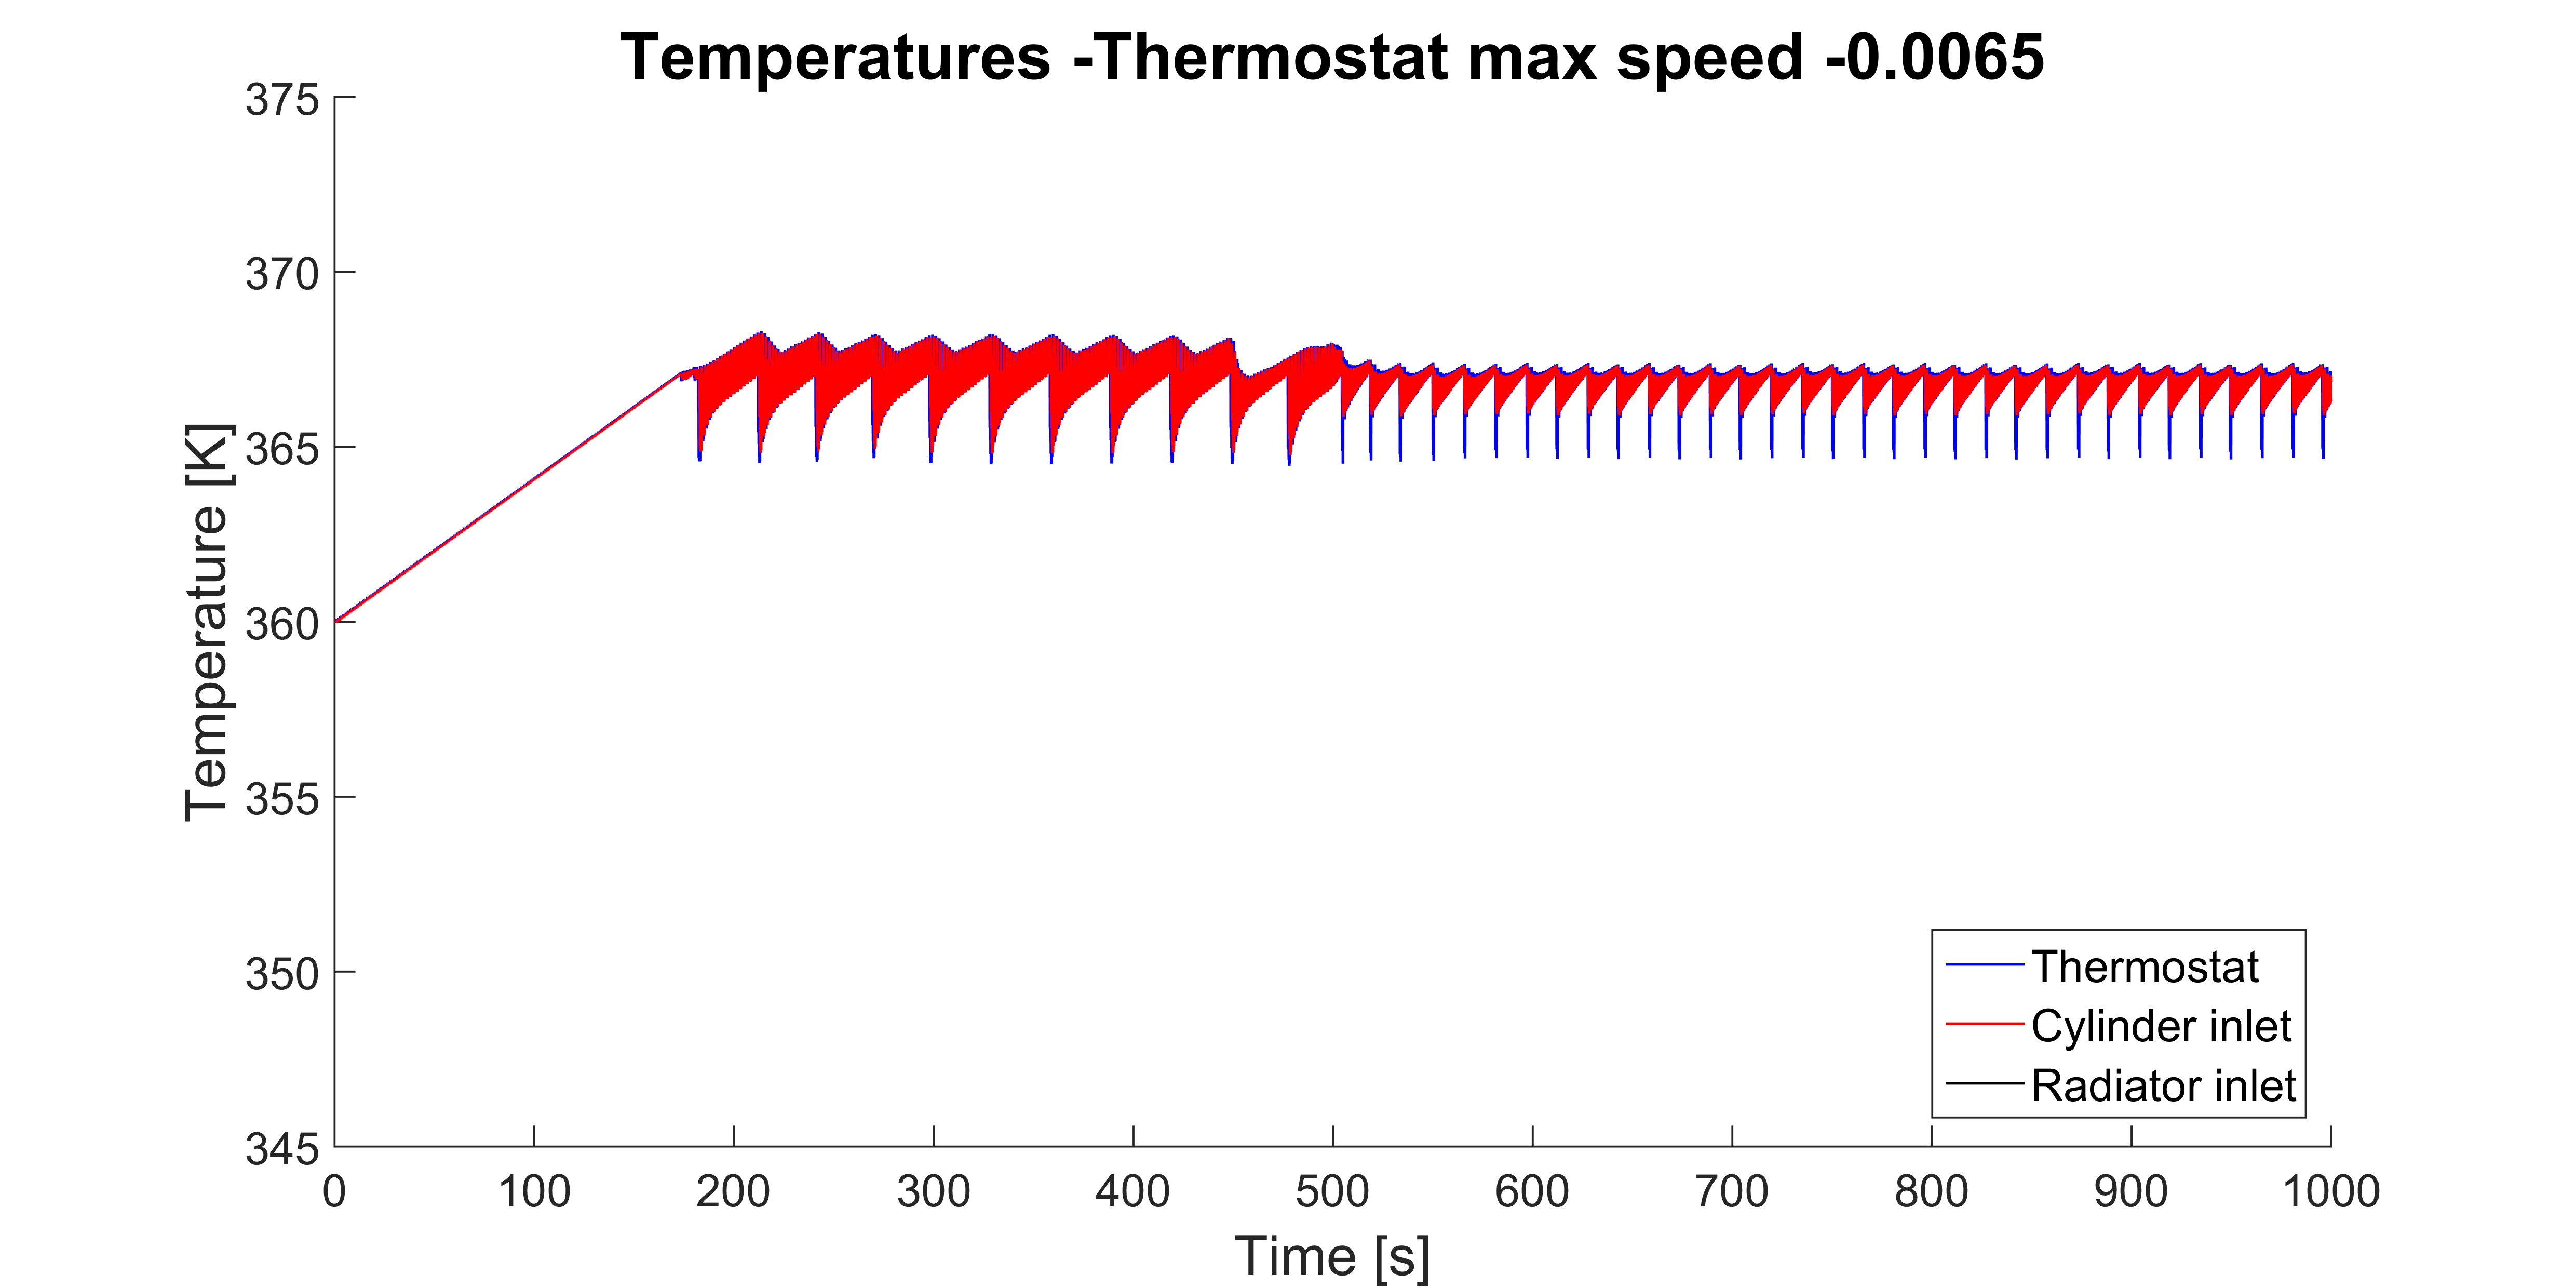 Temperatures -Thermostat max speed -0.0065
375
370
365
360
355
350
345
Temperature [K]
0 100 200 300 400 500 600 700 800 900 1000
Time [s]
Thermostat
Cylinder inlet
Radiator inlet